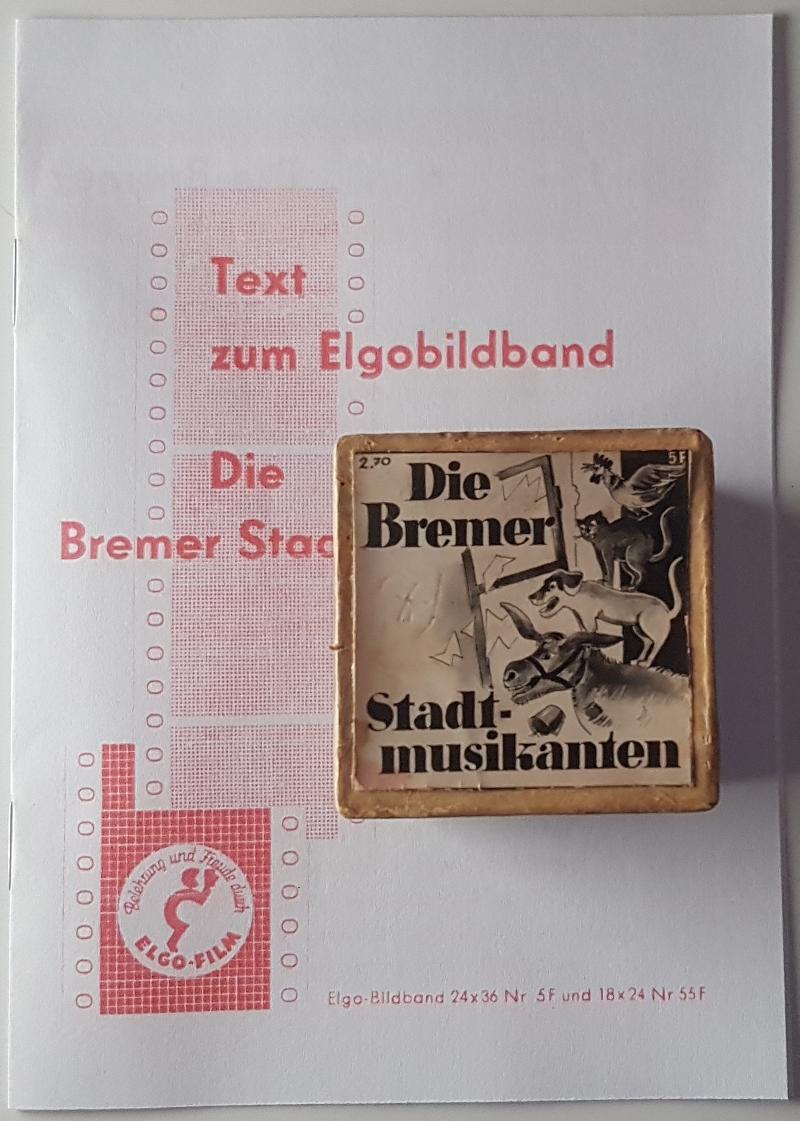 Text
zum Elgobildband
Die
Bremer Stad
2.70
5F
Die
Bremer
Stadt-
musikanten
Belehrung und Freude durch
ELGO-FILM
Elgo-Bildband 24x36 Nr 5F und 18x24 Nr 55F